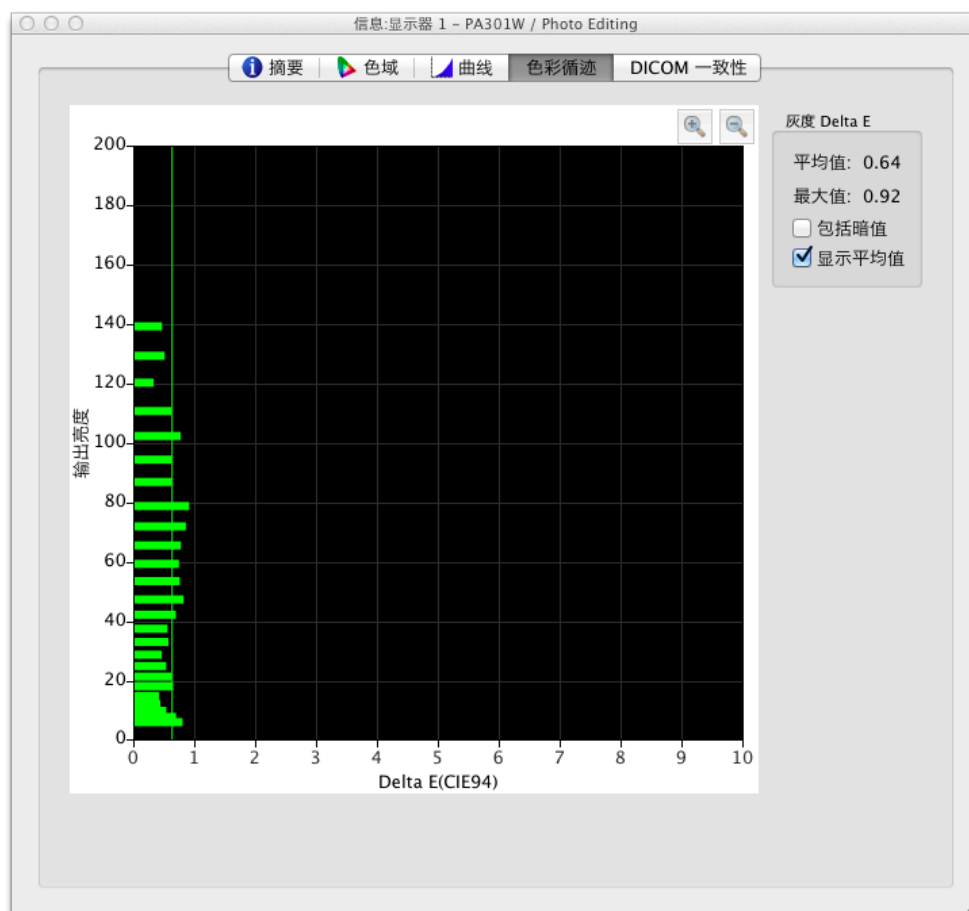 信息:显示器 1 – PA301W / Photo Editing
摘要 色域 曲线 色彩循迹 DICOM 一致性
灰度 Delta E
平均值: 0.64
最大值: 0.92
包括暗值
显示平均值
输出亮度
200
180
160
140
120
100
80
60
40
20
0
0 1 2 3 4 5 6 7 8 9 10
Delta E(CIE94)